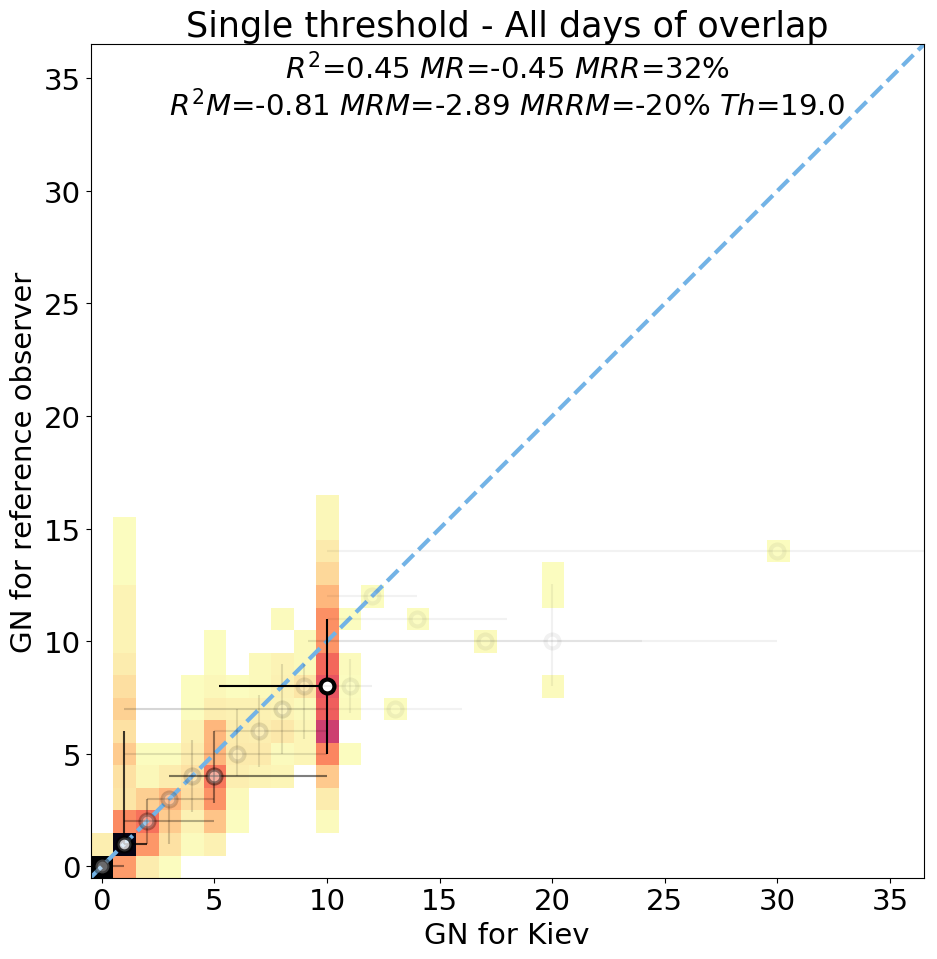 Single threshold - All days of overlap
R²=0.45 MR=-0.45 MRR=32%
R²M=-0.81 MRM=-2.89 MRRM=-20% Th=19.0
GN for reference observer
35
30
25
20
15
10
5
0
0 5 10 15 20 25 30 35
GN for Kiev